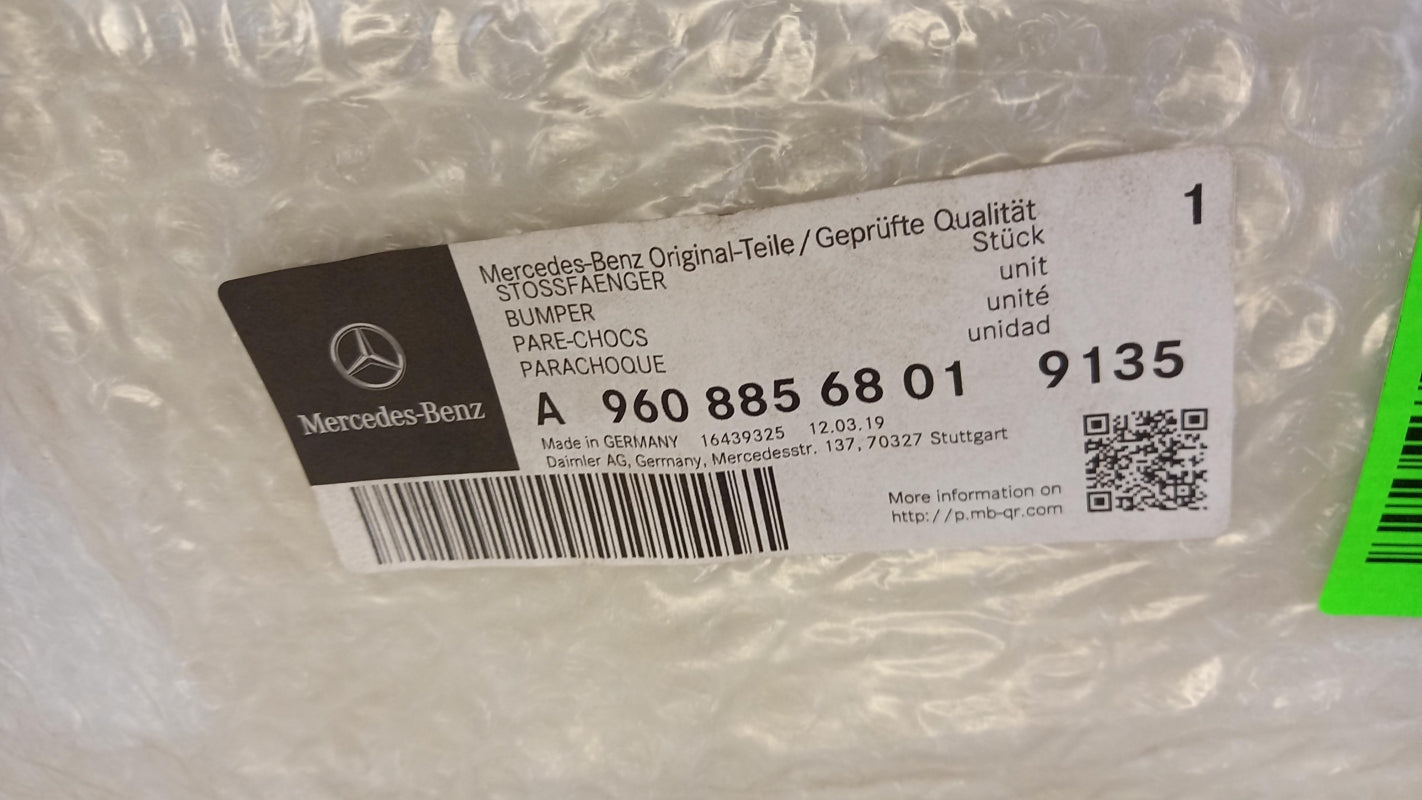 Mercedes-Benz
Mercedes-Benz Original-Teile / Geprüfte Qualität
STOSSFAENGER
BUMPER
PARE-CHOCS
PARACHOQUE
Stück
unit
unité
unidad
1
A 960 885 68 01 9135
Made in GERMANY 16439325 12.03.19
Daimler AG, Germany, Mercedesstr. 137, 70327 Stuttgart
More information on
http://p.mb-qr.com